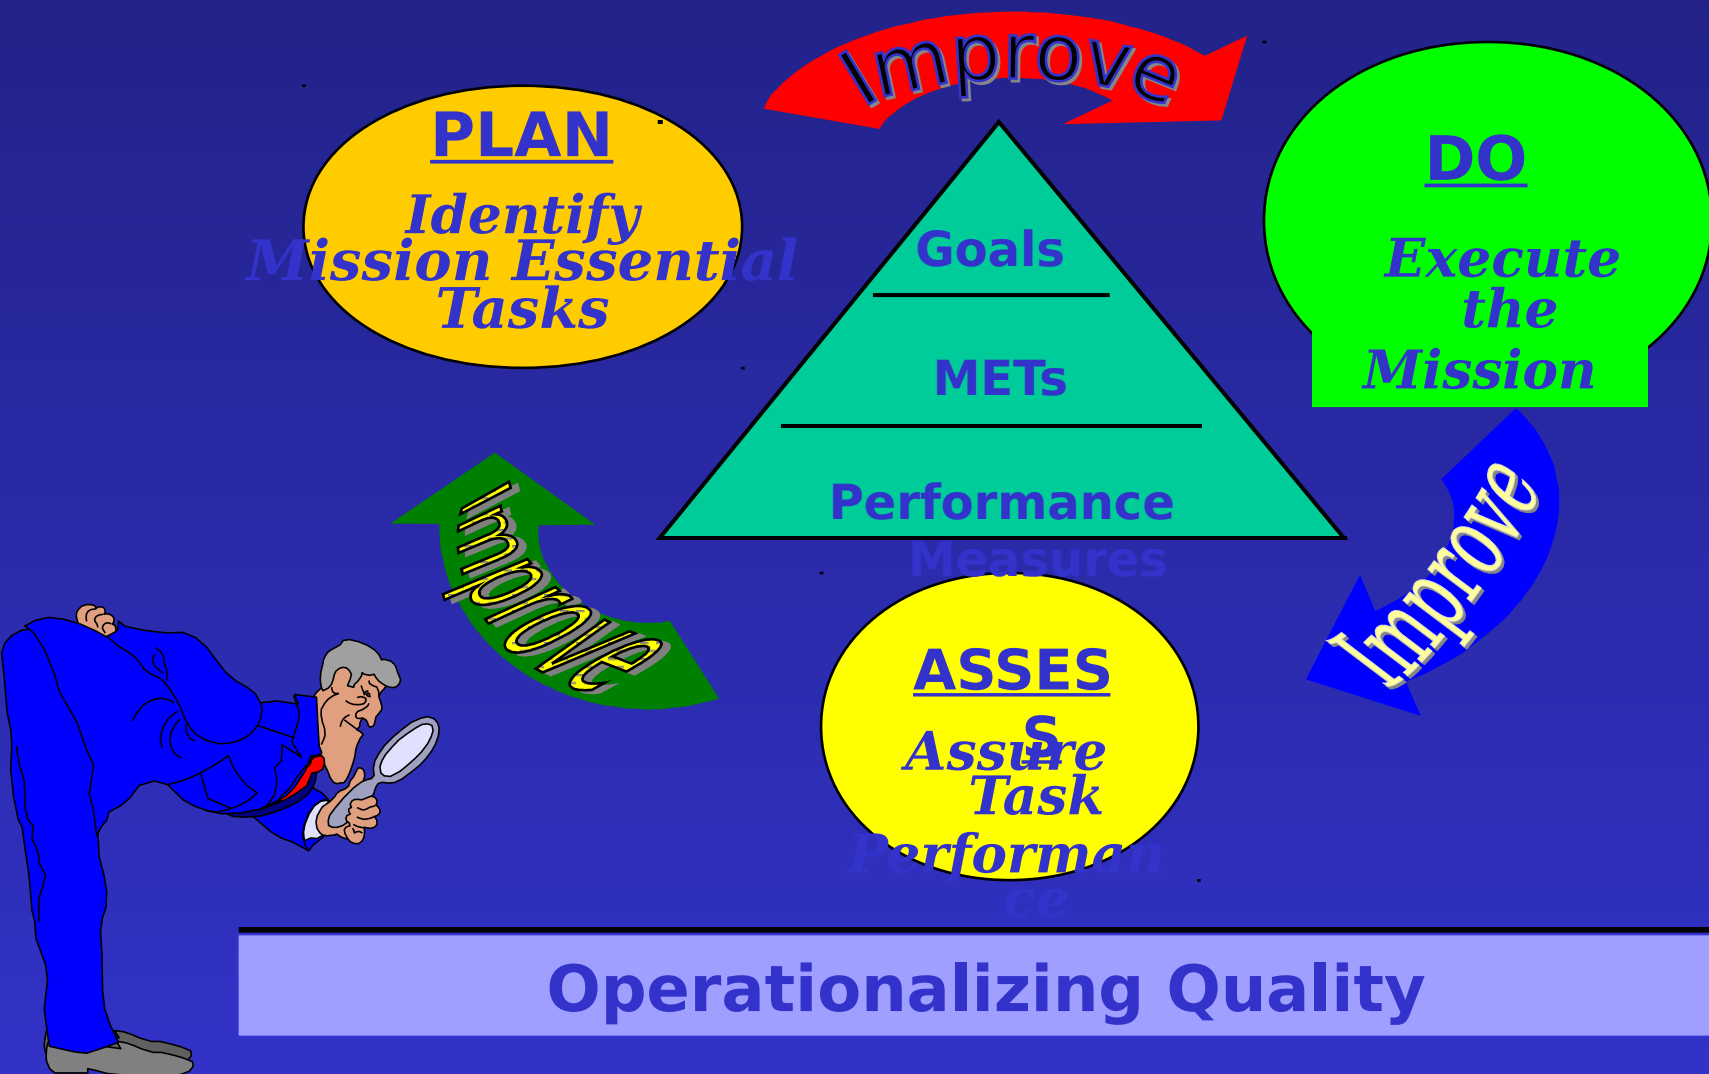 Improve
PLAN
Identify
Mission Essential
Tasks
DO
Execute
the
Mission
Goals
METs
Performance
Measures
Improve
Improve
ASSES
S
Assure
Task
Performan
ce
Operationalizing Quality